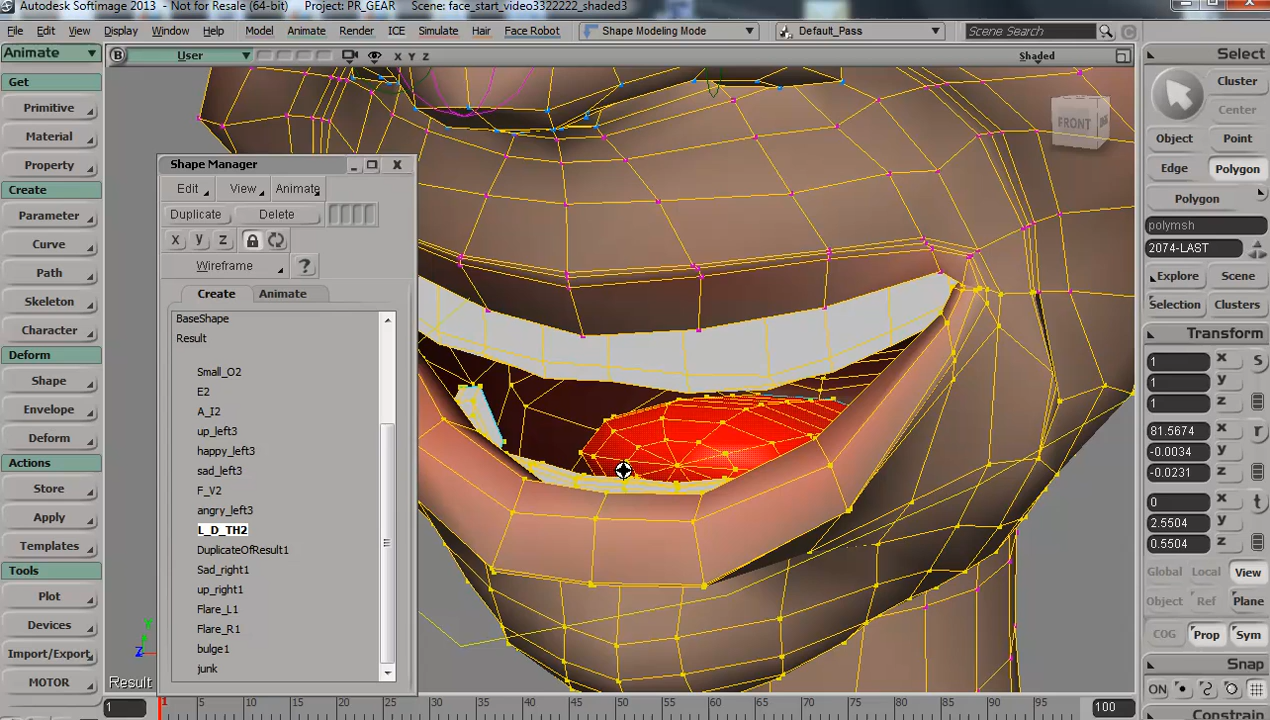 Autodesk Softimage 2013 - Not for Resale (64-bit) Project: PR_GEAR Scene: face_start_video3322222_shaded3
File Edit View Display Window Help Model Animate Render ICE Simulate Hair Face Robot Shape Modeling Mode Default_Pass Scene Search
Animate
B User X Y Z Shaded
Select
Get
Primitive
Material
Property
Create
Parameter
Curve
Path
Skeleton
Character
Deform
Shape
Envelope
Deform
Actions
Store
Apply
Templates
Tools
Plot
Devices
Import/Export
MOTOR
Shape Manager
Edit View Animate
Duplicate Delete
x y z
Wireframe ?
Create Animate
BaseShape
Result
Small_O2
E2
A_I2
up_left3
happy_left3
sad_left3
F_V2
angry_left3
L_D_TH2
DuplicateOfResult1
Sad_right1
up_right1
Flare_L1
Flare_R1
bulge1
junk
FRONT
Z
Result
Cluster
Center
Object Point
Edge Polygon
Polygon
polymsh
2074-LAST
Explore Scene
Selection Clusters
Transform
1 x s
1 y
1 z
81.5674 x r
-0.0034 y
-0.0231 z
0 x t
2.5504 y
0.5504 z
Global Local View
Object Ref Plane
COG Prop Sym
Snap
ON
Constrain
1 1 5 10 15 20 25 30 35 40 45 50 55 60 65 70 75 80 85 90 95 100